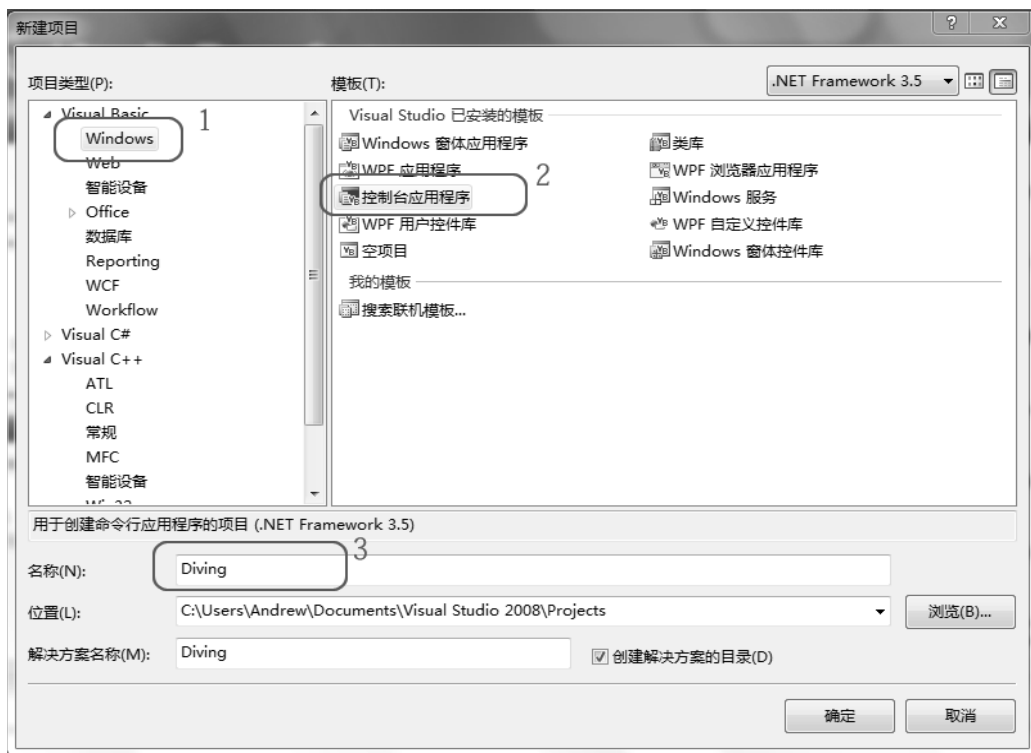 新建项目
项目类型(P):
模板(T):
.NET Framework 3.5
Visual Basic
Windows
1
Web
智能设备
Office
数据库
Reporting
WCF
Workflow
Visual C#
Visual C++
ATL
CLR
常规
MFC
智能设备
Visual Studio 已安装的模板
Windows 窗体应用程序
类库
WPF 应用程序
WPF 浏览器应用程序
控制台应用程序
2
Windows 服务
WPF 用户控件库
WPF 自定义控件库
空项目
Windows 窗体控件库
我的模板
搜索联机模板...
用于创建命令行应用程序的项目 (.NET Framework 3.5)
名称(N):
Diving
3
位置(L):
C:\Users\Andrew\Documents\Visual Studio 2008\Projects
浏览(B)...
解决方案名称(M):
Diving
创建解决方案的目录(D)
确定
取消